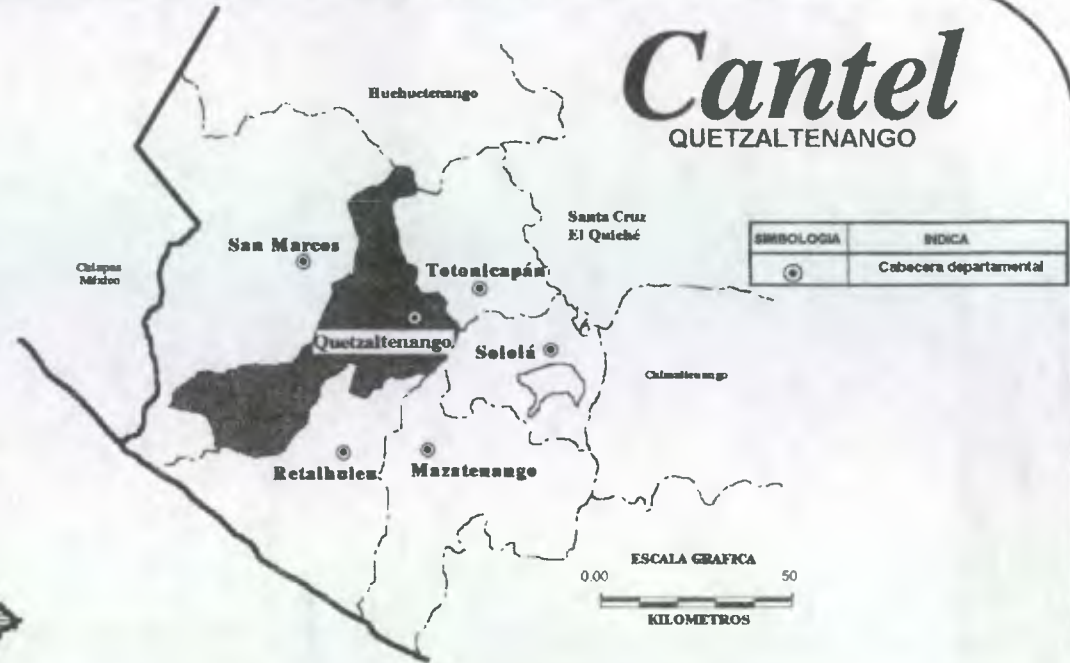 Cantel
QUETZALTENANGO
Huehuetenango
Santa Cruz
El Quiché
SIMBOLOGIA
INDICA
Cabecera departamental
San Marcos
Chiapas
México
Totonicapán
Quetzaltenango.
Sololá
Chimaltenango
Retalhuleu
Mazatenango
ESCALA GRAFICA
0.00 50
KILOMETROS